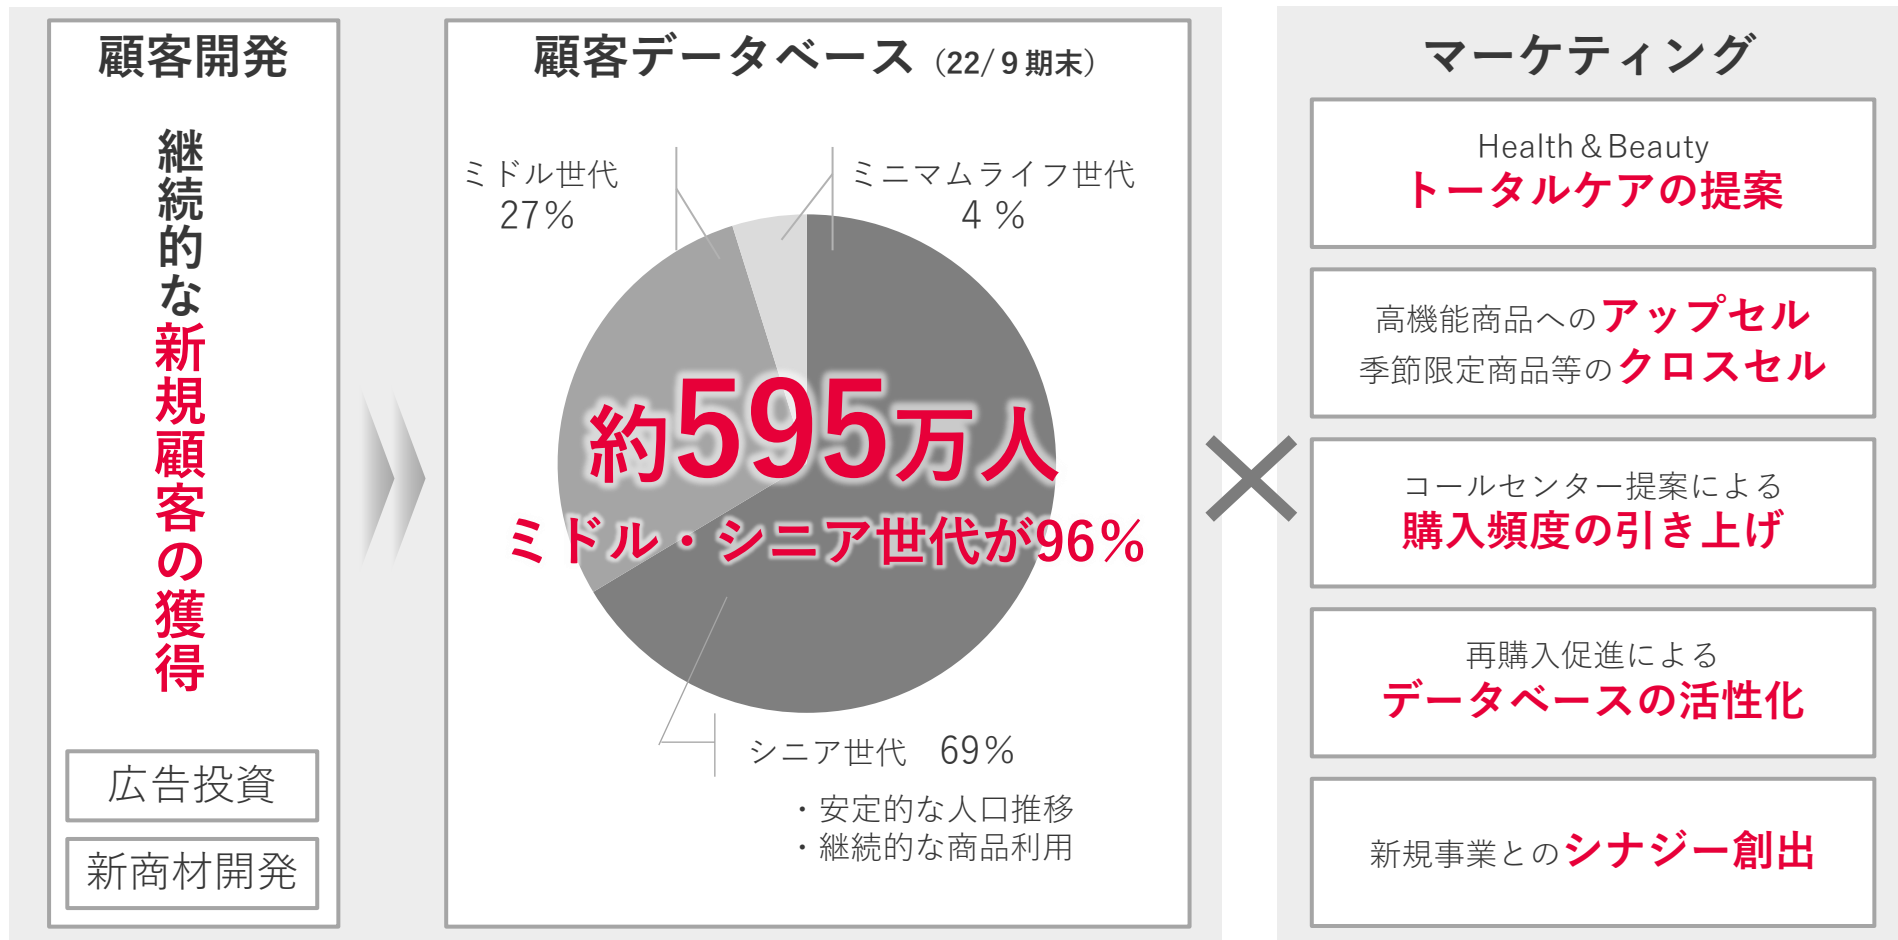 顧客開発
継続的な新規顧客の獲得
広告投資
新商材開発
顧客データベース（22/９期末）
ミドル世代
27％
ミニマムライフ世代
４％
約595万人
ミドル・シニア世代が96％
シニア世代　69％
・安定的な人口推移
・継続的な商品利用
マーケティング
Health＆Beauty
トータルケアの提案
高機能商品へのアップセル
季節限定商品等のクロスセル
コールセンター提案による
購入頻度の引き上げ
再購入促進による
データベースの活性化
新規事業とのシナジー創出